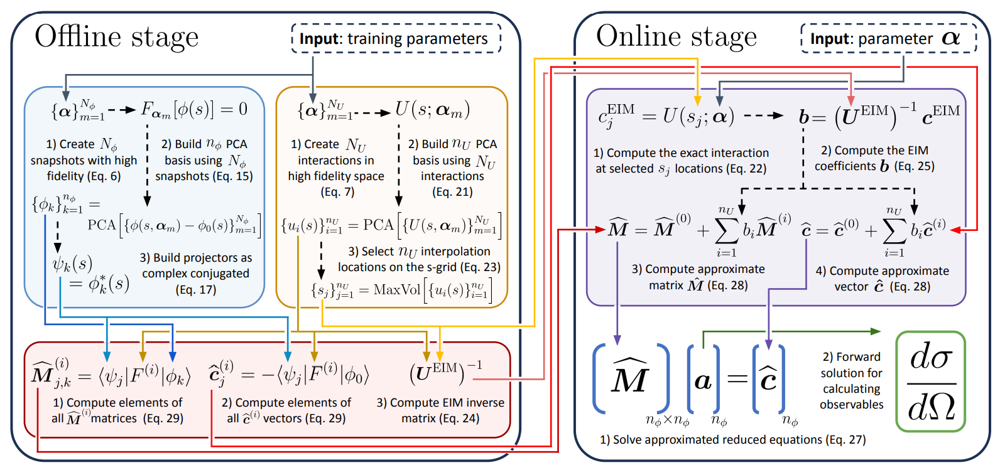 Offline stage
Input: training parameters
{𝜶}_{m=1}^{N_ϕ} → F_{𝜶_m}[ϕ(s)] = 0
1) Create N_ϕ
snapshots with high
fidelity (Eq. 6)
2) Build n_ϕ PCA
basis using N_ϕ
snapshots (Eq. 15)
{ϕ_k}_{k=1}^{n_ϕ} =
PCA[{ϕ(s, 𝜶_m) − ϕ_0(s)}_{m=1}^{N_ϕ}]
ψ_k(s)
= ϕ_k^*(s)
3) Build projectors as
complex conjugated
(Eq. 17)
{𝜶}_{m=1}^{N_U} → U(s; 𝜶_m)
1) Create N_U
interactions in
high fidelity space
(Eq. 7)
2) Build n_U PCA
basis using N_U
interactions
(Eq. 21)
{u_i(s)}_{i=1}^{n_U} = PCA[{U(s, 𝜶_m)}_{m=1}^{N_U}]
3) Select n_U interpolation
locations on the s-grid (Eq. 23)
{s_j}_{j=1}^{n_U} = MaxVol[{u_i(s)}_{i=1}^{n_U}]
M̂_{j,k}^{(i)} = ⟨ψ_j|F^{(i)}|ϕ_k⟩
1) Compute elements of
all M̂^{(i)} matrices (Eq. 29)
ĉ_j^{(i)} = −⟨ψ_j|F^{(i)}|ϕ_0⟩
2) Compute elements of
all ĉ^{(i)} vectors (Eq. 29)
(U^{EIM})^{−1}
3) Compute EIM inverse
matrix (Eq. 24)
Online stage
Input: parameter 𝜶
c_j^{EIM} = U(s_j; 𝜶) → b = (U^{EIM})^{−1} c^{EIM}
1) Compute the exact interaction
at selected s_j locations (Eq. 22)
2) Compute the EIM
coefficients b (Eq. 25)
M̂ = M̂^{(0)} + ∑_{i=1}^{n_U} b_i M̂^{(i)}
ĉ = ĉ^{(0)} + ∑_{i=1}^{n_U} b_i ĉ^{(i)}
3) Compute approximate
matrix M̂ (Eq. 28)
4) Compute approximate
vector ĉ (Eq. 28)
[M̂]_{n_ϕ×n_ϕ} [a]_{n_ϕ} = [ĉ]_{n_ϕ}
1) Solve approximated reduced equations (Eq. 27)
2) Forward
solution for
calculating
observables
dσ
dΩ